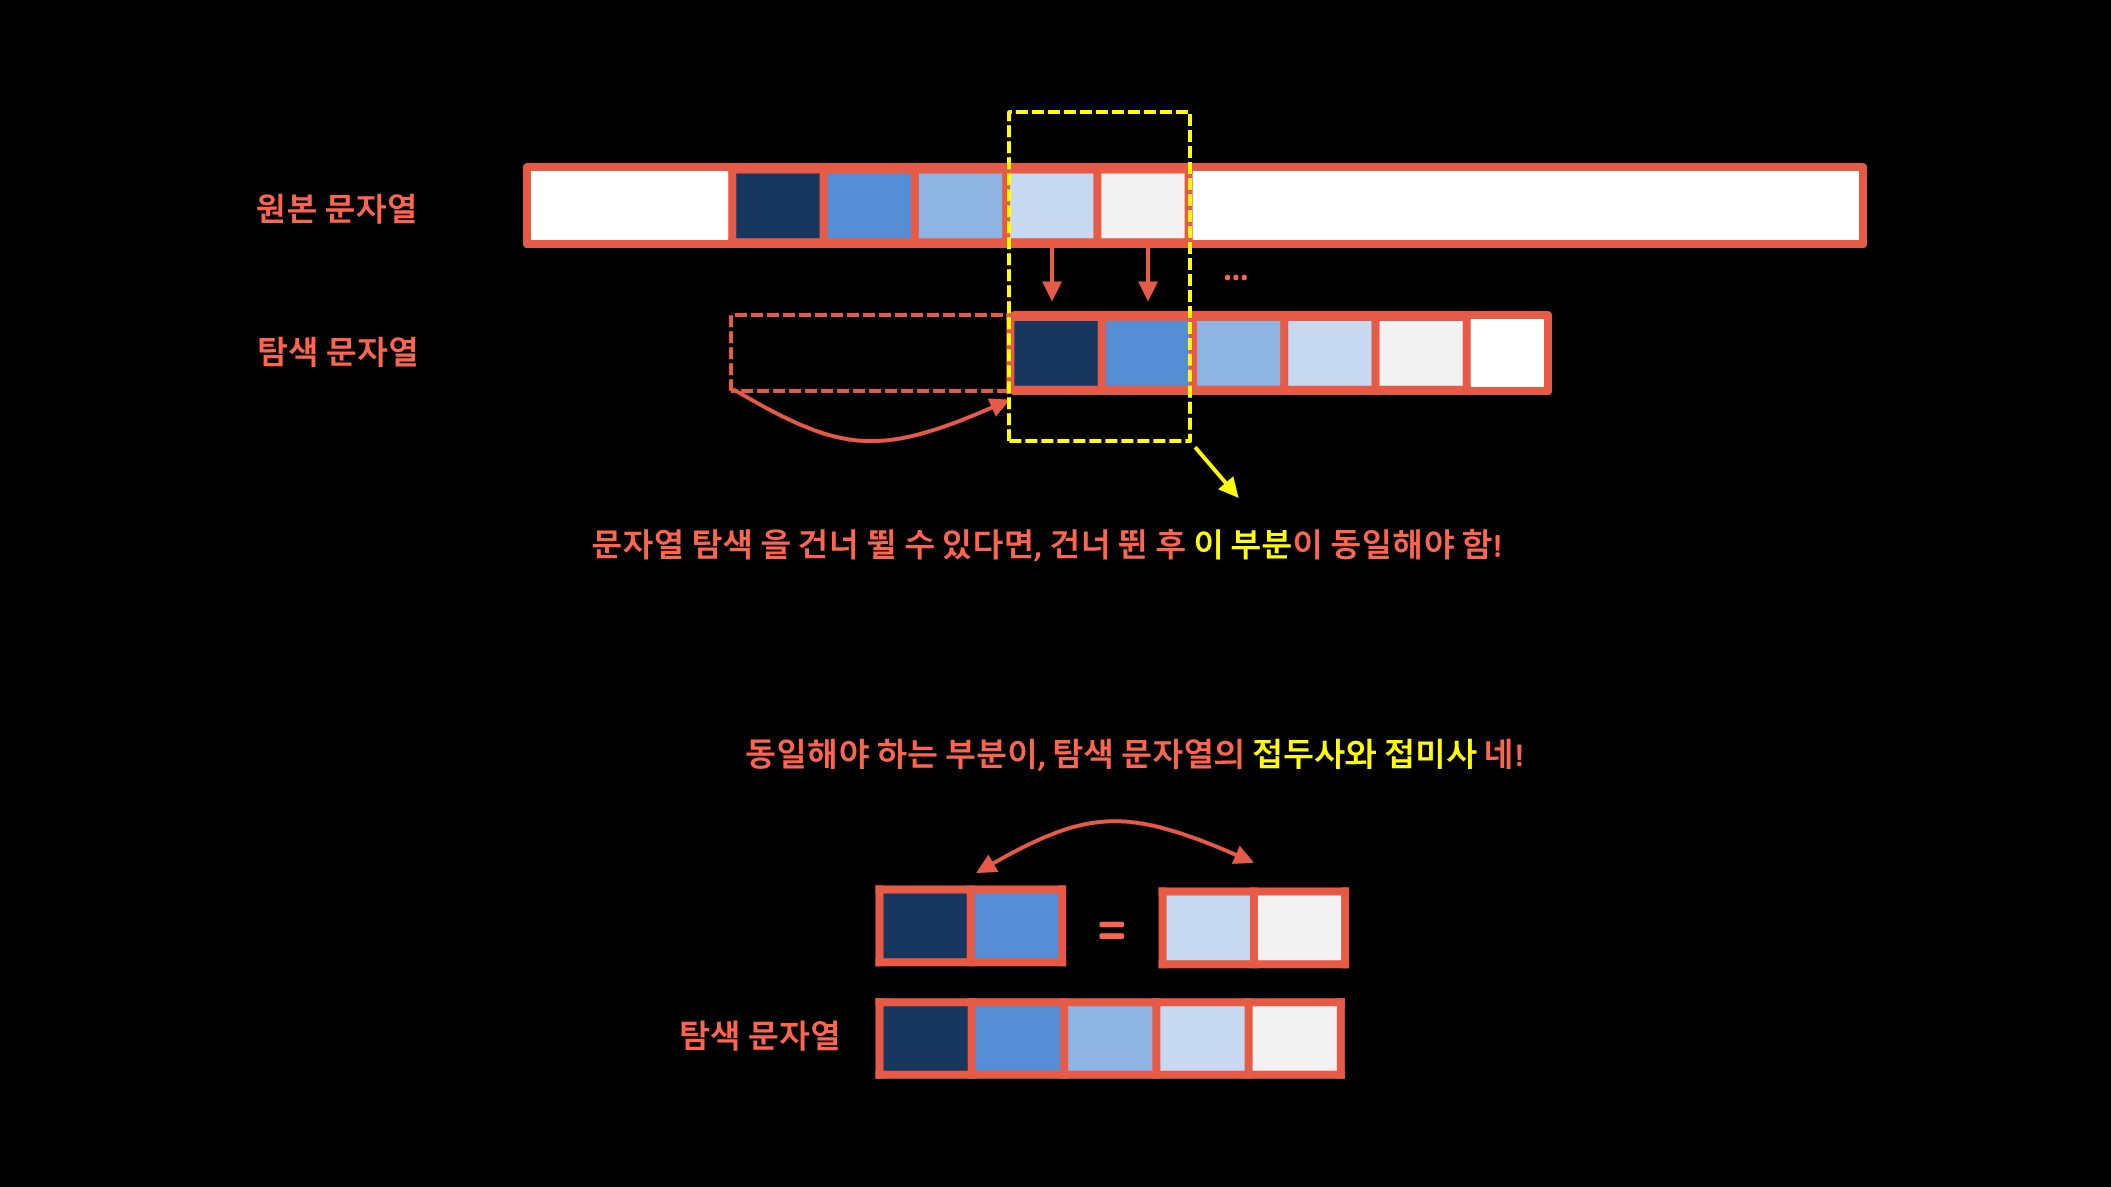 원본 문자열
...
탐색 문자열
문자열 탐색 을 건너 뛸 수 있다면, 건너 뛴 후 이 부분이 동일해야 함!
동일해야 하는 부분이, 탐색 문자열의 접두사와 접미사 네!
=
탐색 문자열